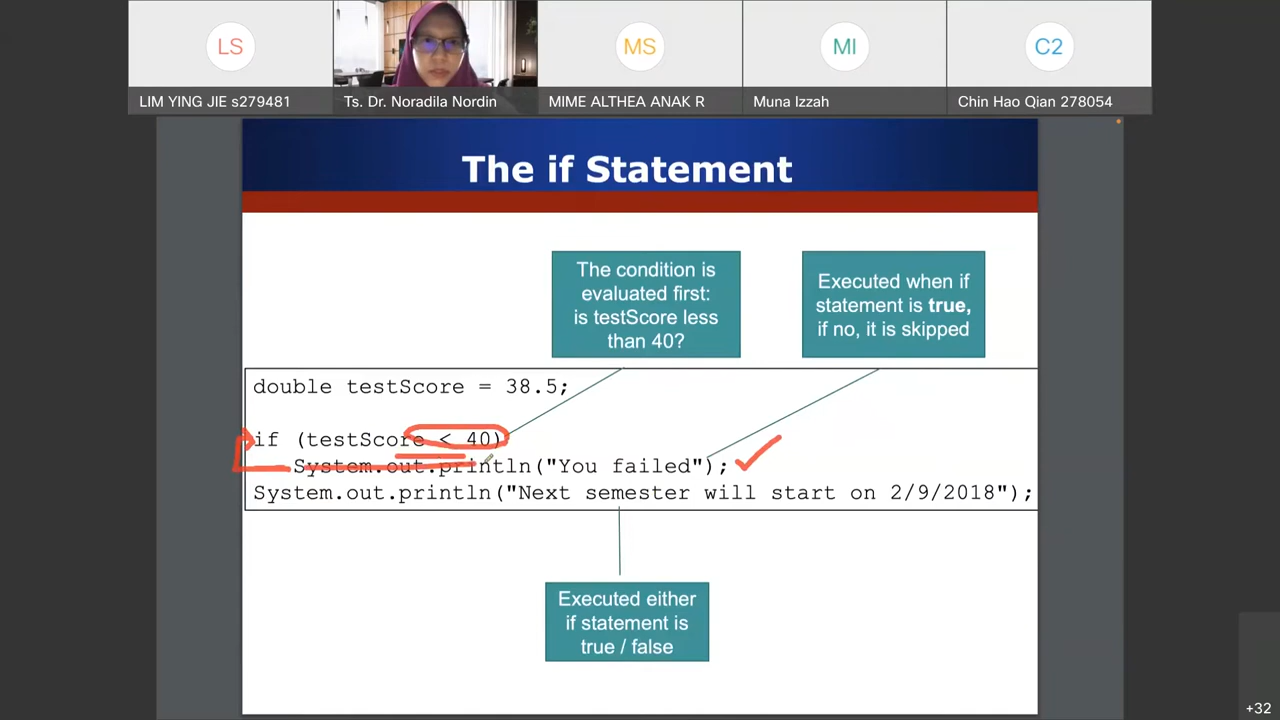 LS
MS
MI
C2
LIM YING JIE s279481
Ts. Dr. Noradila Nordin
MIME ALTHEA ANAK R
Muna Izzah
Chin Hao Qian 278054
The if Statement
The condition is
evaluated first:
is testScore less
than 40?
Executed when if
statement is true,
if no, it is skipped
double testScore = 38.5;
if (testScore < 40)
System.out.println("You failed");
System.out.println("Next semester will start on 2/9/2018");
Executed either
if statement is
true / false
+32